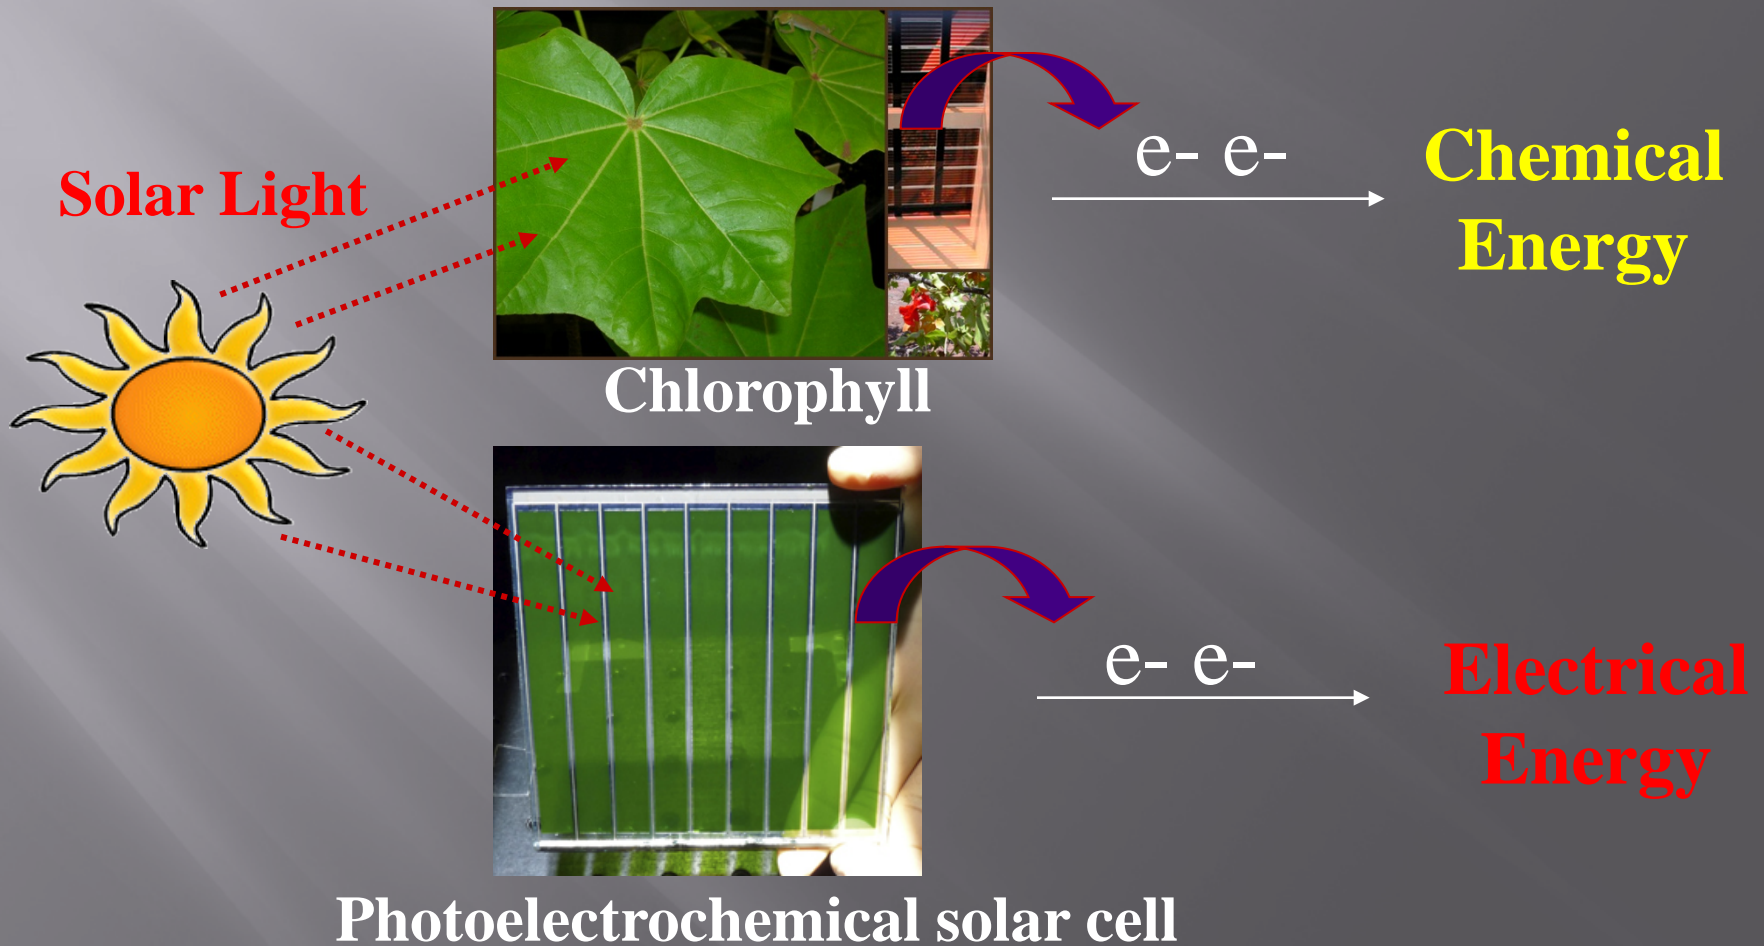 Solar Light
e- e-
Chemical
Energy
Chlorophyll
e- e-
Electrical
Energy
Photoelectrochemical solar cell